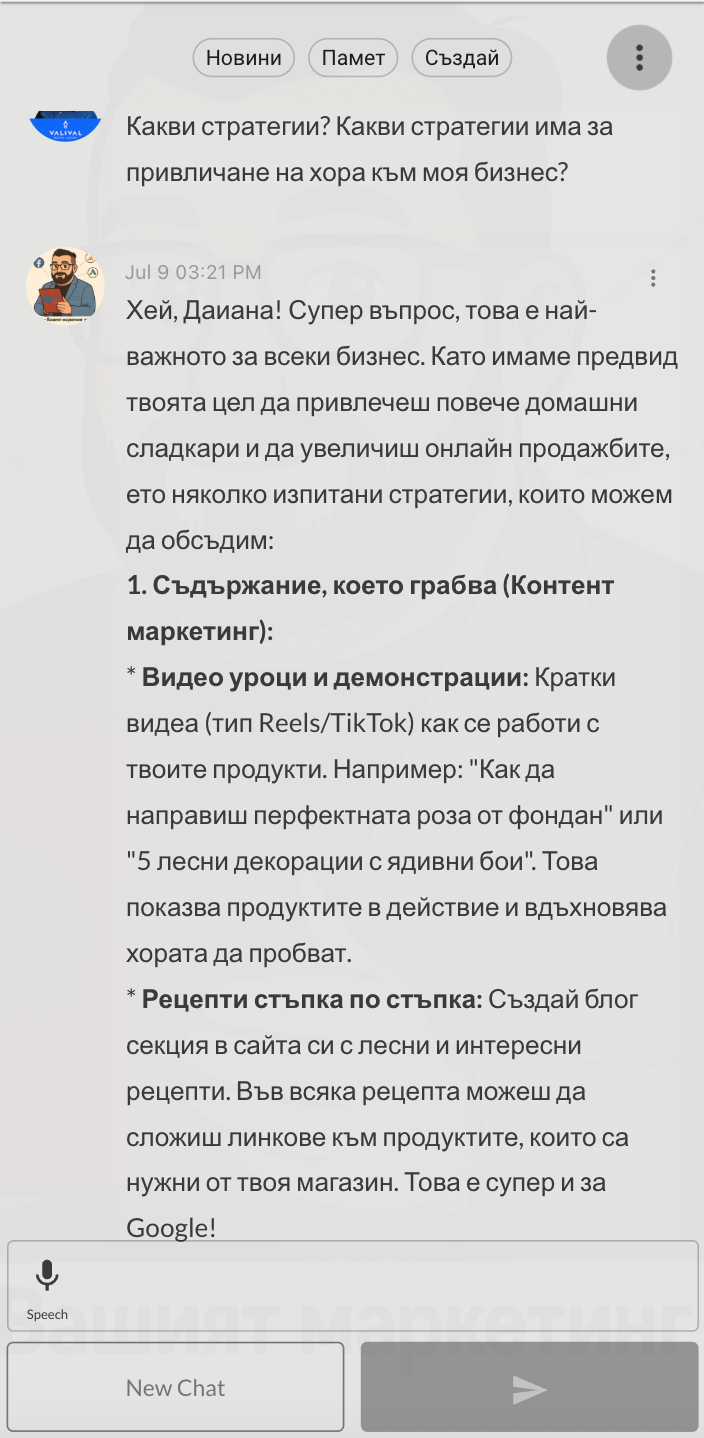 Новини
Памет
Създай
VALIVAL
Какви стратегии? Какви стратегии има за
привличане на хора към моя бизнес?
Jul 9 03:21 PM
Хей, Даиана! Супер въпрос, това е най-
важното за всеки бизнес. Като имаме предвид
твоята цел да привлечеш повече домашни
сладкари и да увеличиш онлайн продажбите,
ето няколко изпитани стратегии, които можем
да обсъдим:
1. Съдържание, което грабва (Контент
маркетинг):
* Видео уроци и демонстрации: Кратки
видеа (тип Reels/TikTok) как се работи с
твоите продукти. Например: "Как да
направиш перфектната роза от фондан" или
"5 лесни декорации с ядивни бои". Това
показва продуктите в действие и вдъхновява
хората да пробват.
* Рецепти стъпка по стъпка: Създай блог
секция в сайта си с лесни и интересни
рецепти. Във всяка рецепта можеш да
сложиш линкове към продуктите, които са
нужни от твоя магазин. Това е супер и за
Google!
Speech
Вашият маркетинг
New Chat